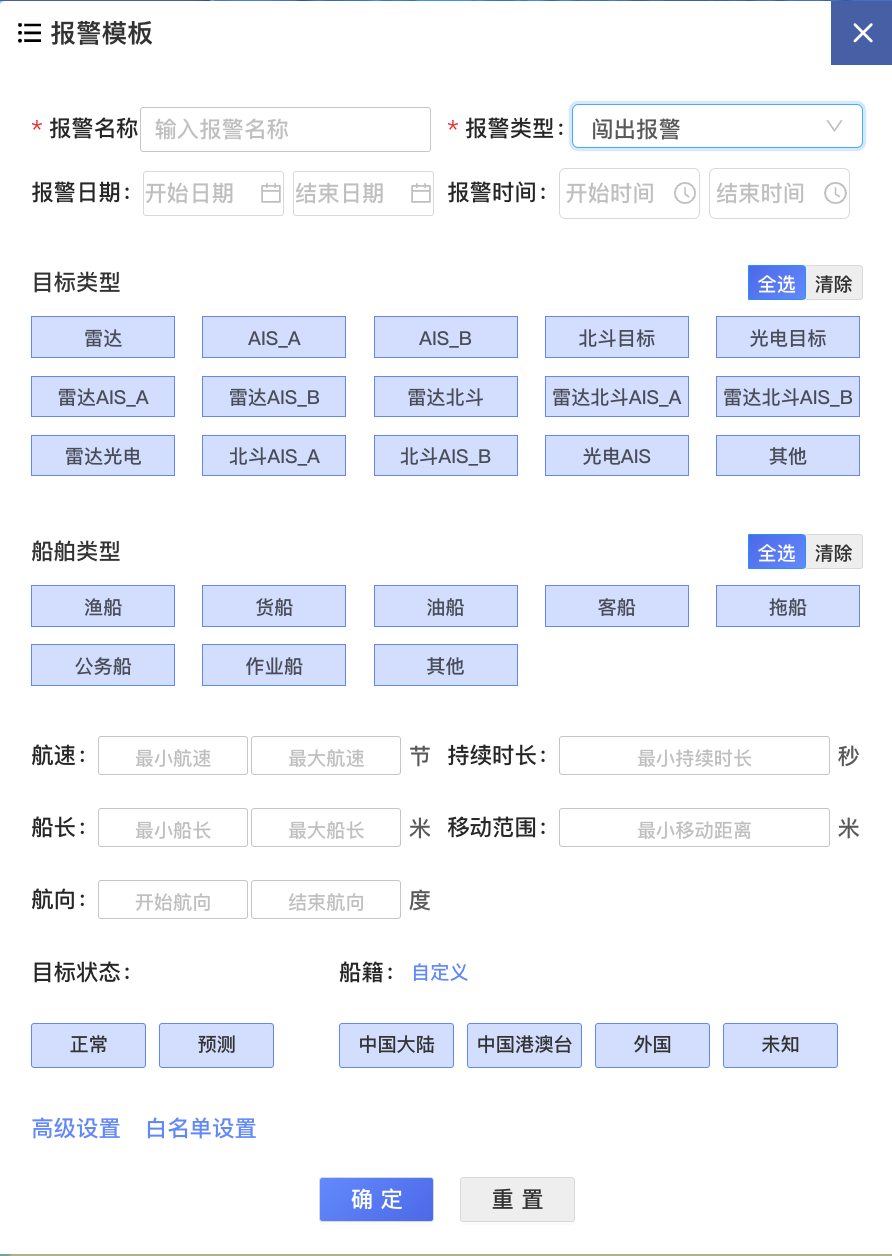 报警模板
* 报警名称 输入报警名称 * 报警类型: 闯出报警
报警日期: 开始日期 结束日期 报警时间: 开始时间 结束时间
目标类型 全选 清除
雷达 AIS_A AIS_B 北斗目标 光电目标
雷达AIS_A 雷达AIS_B 雷达北斗 雷达北斗AIS_A 雷达北斗AIS_B
雷达光电 北斗AIS_A 北斗AIS_B 光电AIS 其他
船舶类型 全选 清除
渔船 货船 油船 客船 拖船
公务船 作业船 其他
航速: 最小航速 最大航速 节 持续时长: 最小持续时长 秒
船长: 最小船长 最大船长 米 移动范围: 最小移动距离 米
航向: 开始航向 结束航向 度
目标状态: 船籍: 自定义
正常 预测 中国大陆 中国港澳台 外国 未知
高级设置 白名单设置
确 定 重 置